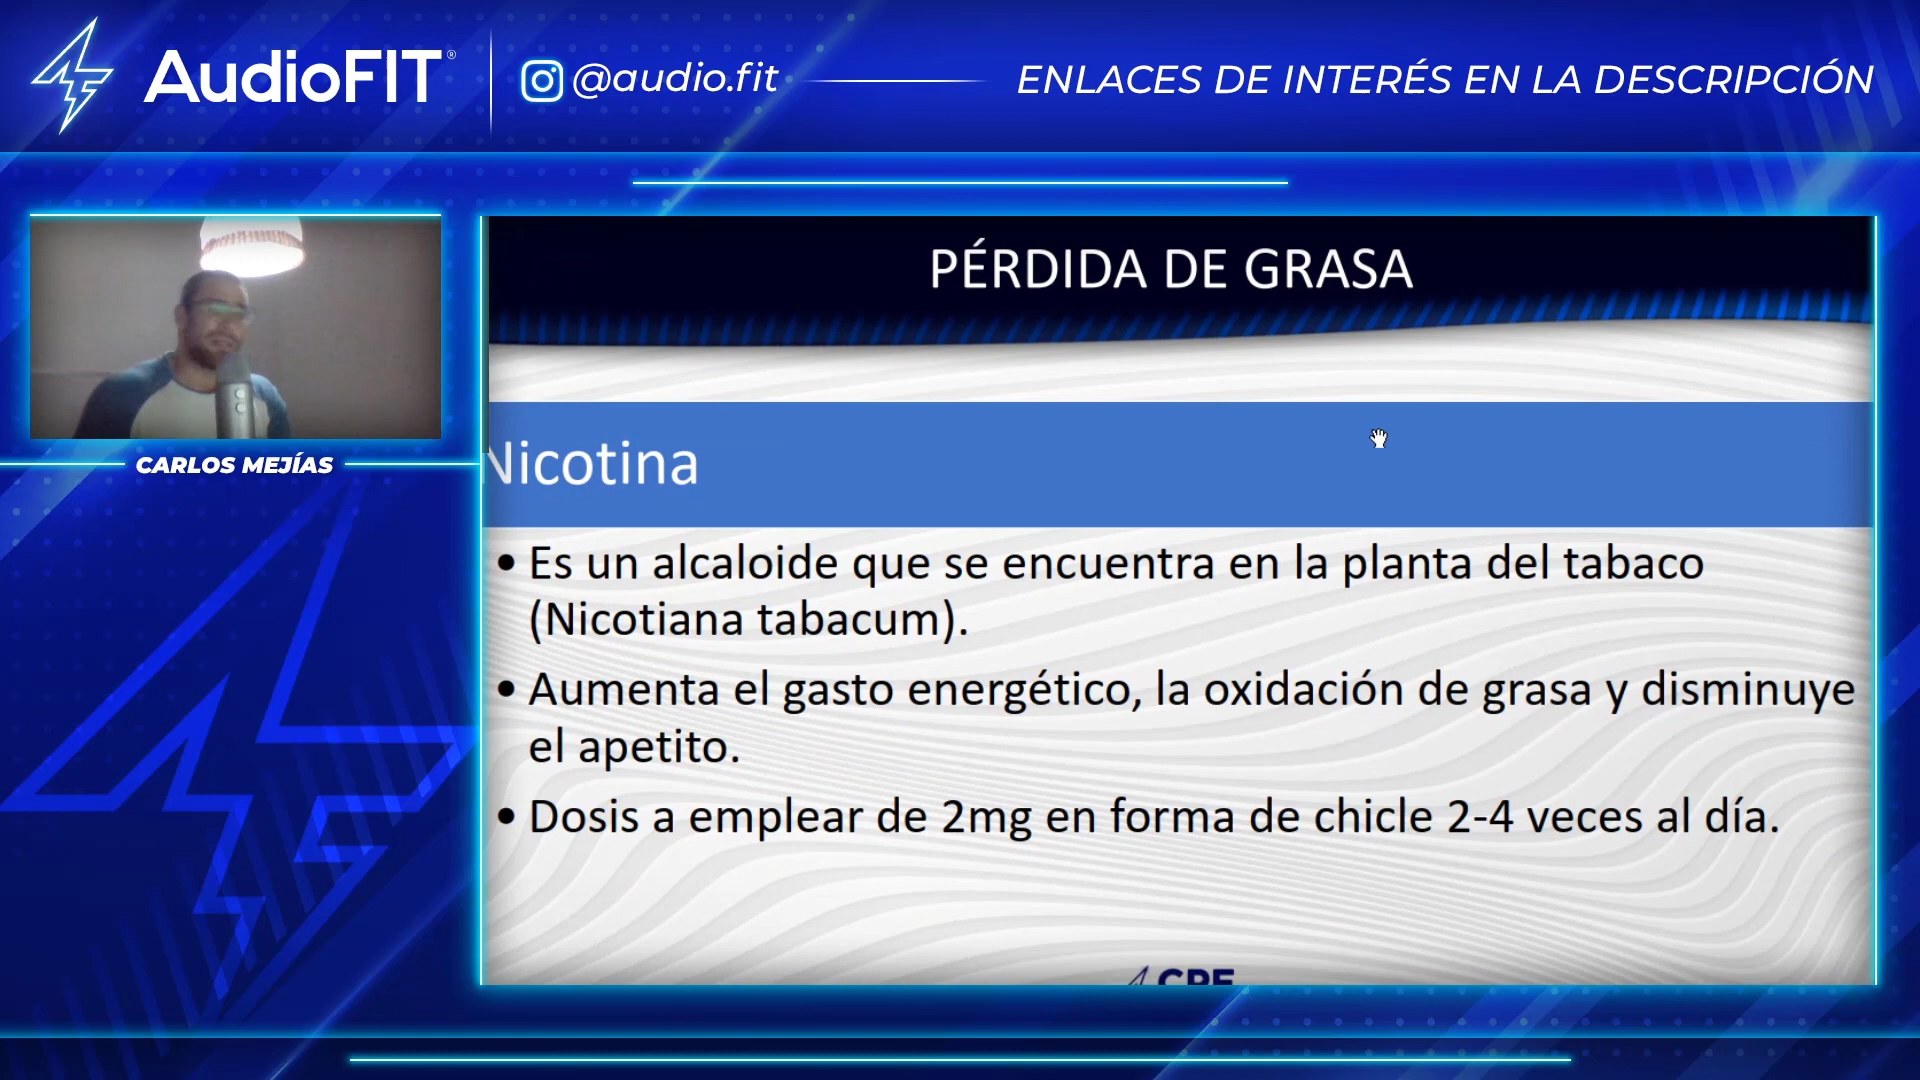 AudioFIT®
@audio.fit
ENLACES DE INTERÉS EN LA DESCRIPCIÓN
CARLOS MEJÍAS
PÉRDIDA DE GRASA
Nicotina
• Es un alcaloide que se encuentra en la planta del tabaco
(Nicotiana tabacum).
• Aumenta el gasto energético, la oxidación de grasa y disminuye
el apetito.
• Dosis a emplear de 2mg en forma de chicle 2-4 veces al día.